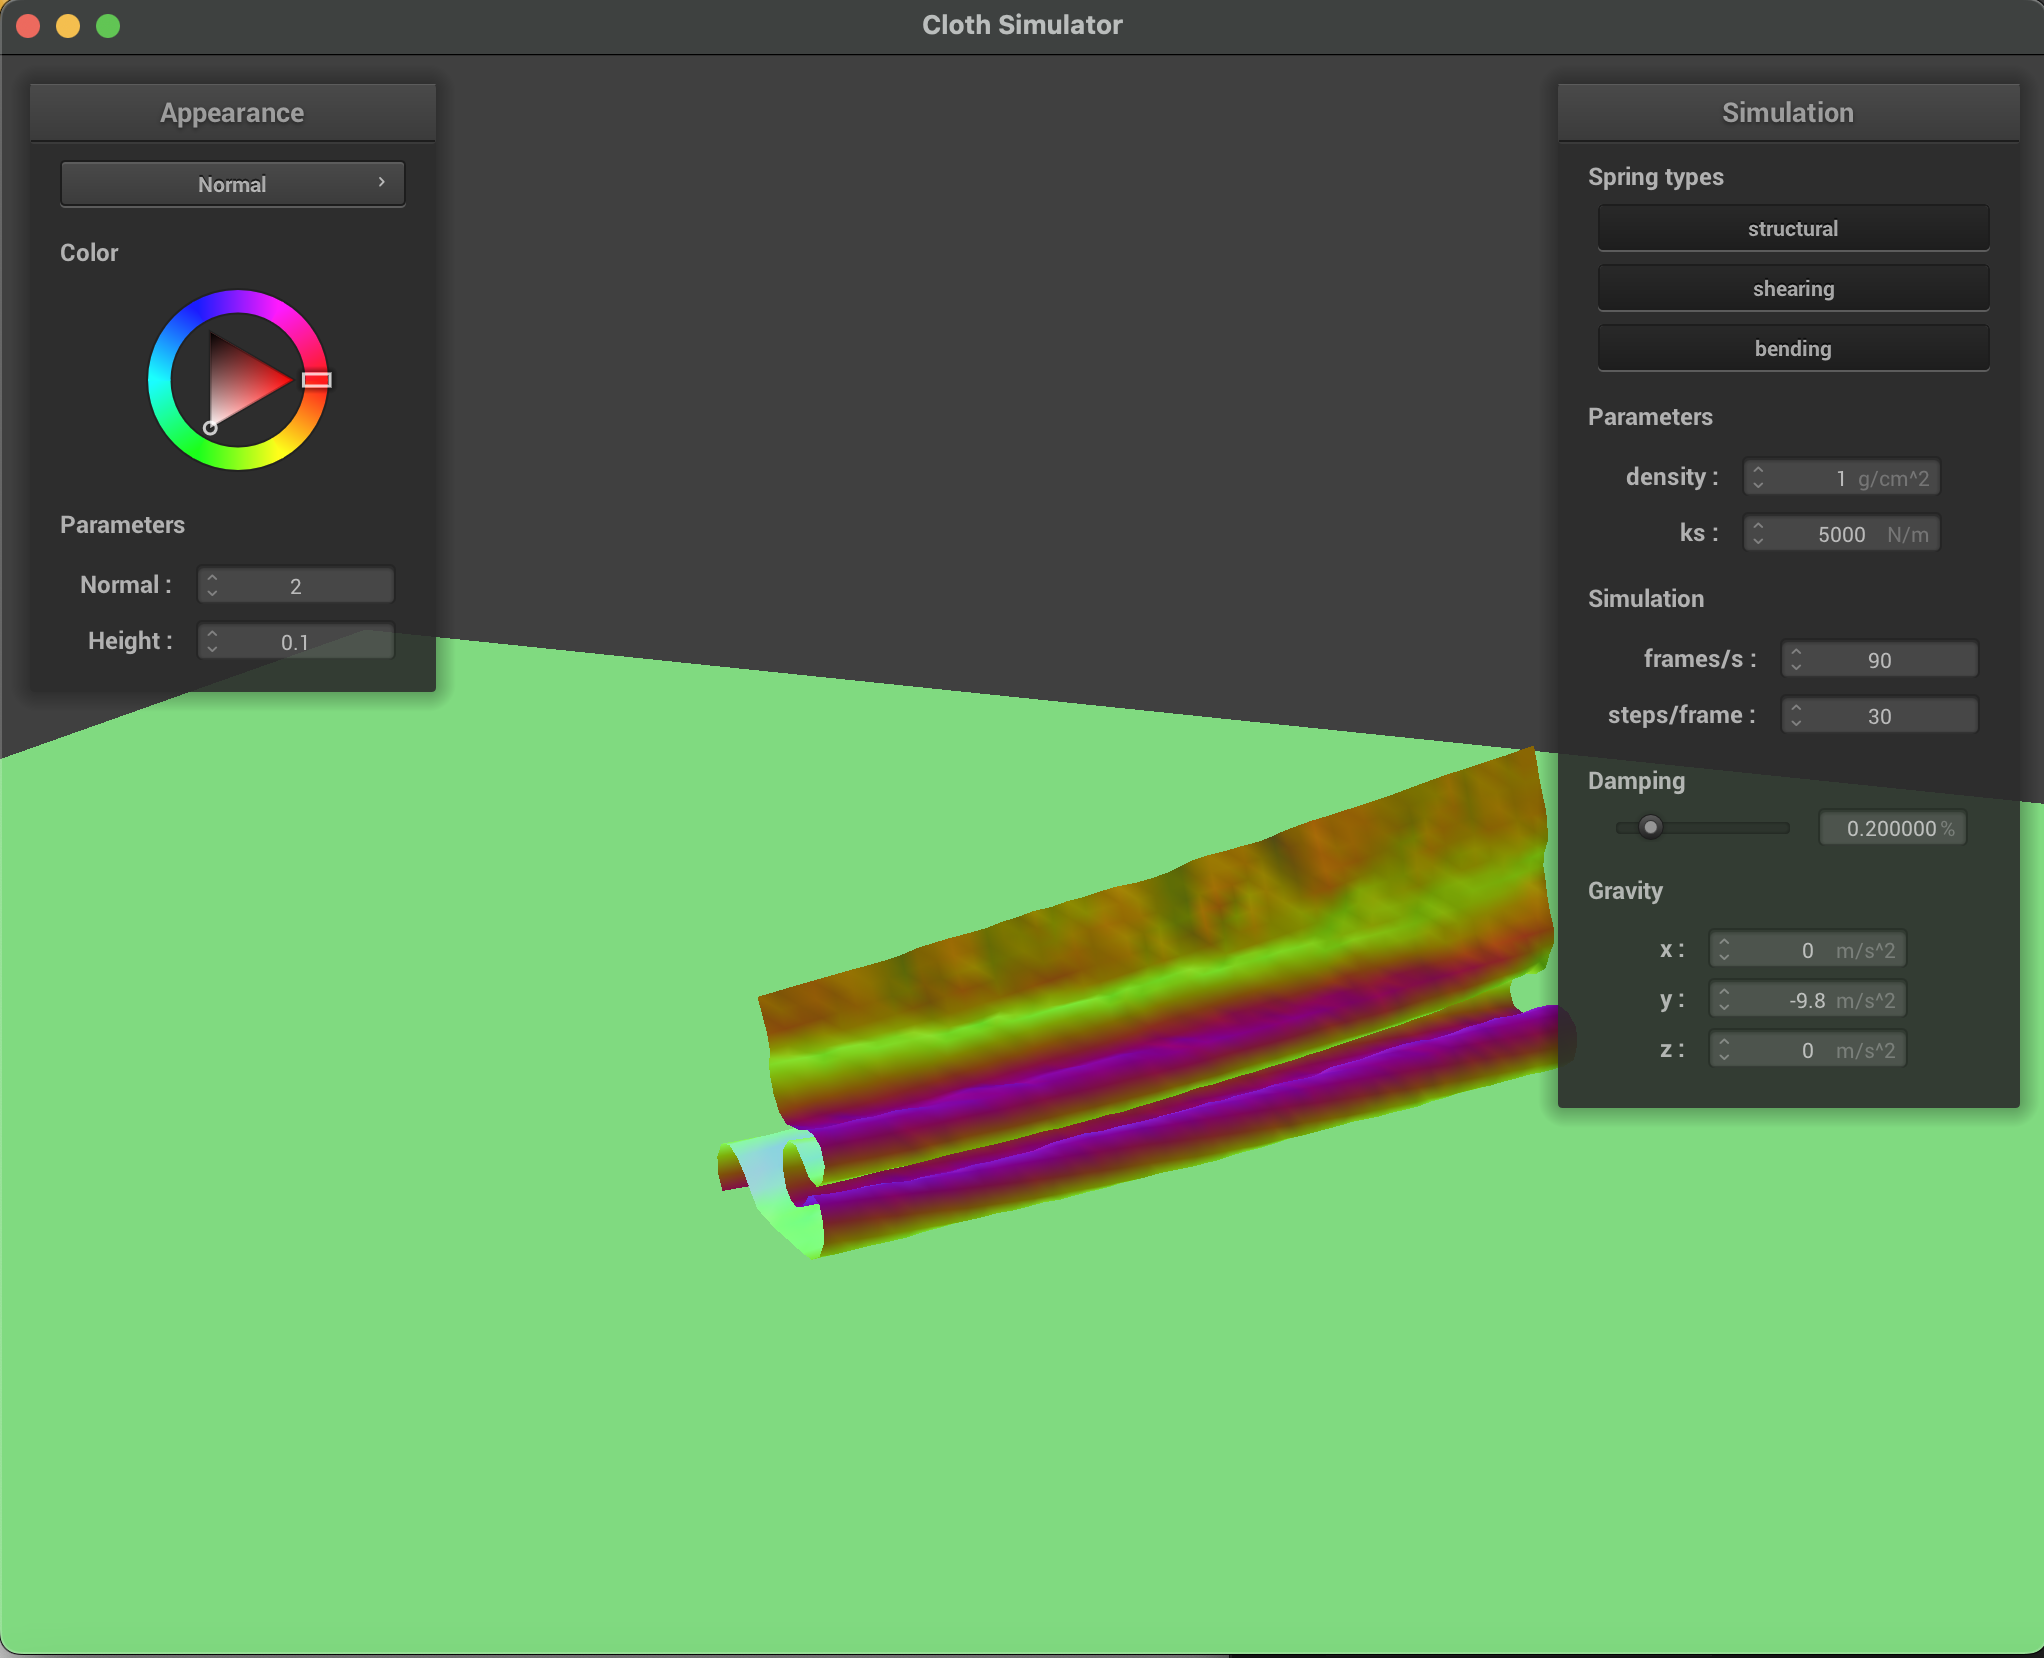 Cloth Simulator
Appearance
Normal
Color
Parameters
Normal : 2
Height : 0.1
Simulation
Spring types
structural
shearing
bending
Parameters
density : 1 g/cm^2
ks : 5000 N/m
Simulation
frames/s : 90
steps/frame : 30
Damping
0.200000 %
Gravity
x : 0 m/s^2
y : -9.8 m/s^2
z : 0 m/s^2